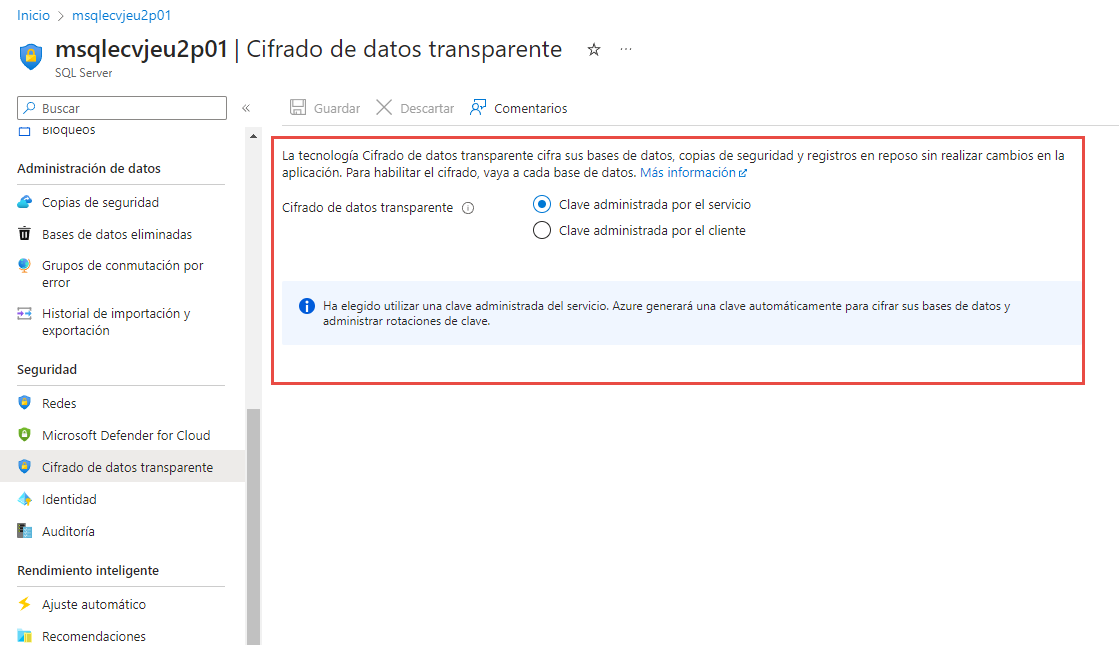 Inicio > msqlecvjeu2p01
msqlecvjeu2p01 | Cifrado de datos transparente
SQL Server
Buscar
Guardar
Descartar
Comentarios
Bloqueos
Administración de datos
Copias de seguridad
Bases de datos eliminadas
Grupos de conmutación por
error
Historial de importación y
exportación
Seguridad
Redes
Microsoft Defender for Cloud
Cifrado de datos transparente
Identidad
Auditoría
Rendimiento inteligente
Ajuste automático
Recomendaciones
La tecnología Cifrado de datos transparente cifra sus bases de datos, copias de seguridad y registros en reposo sin realizar cambios en la
aplicación. Para habilitar el cifrado, vaya a cada base de datos. Más información
Cifrado de datos transparente
Clave administrada por el servicio
Clave administrada por el cliente
Ha elegido utilizar una clave administrada del servicio. Azure generará una clave automáticamente para cifrar sus bases de datos y
administrar rotaciones de clave.